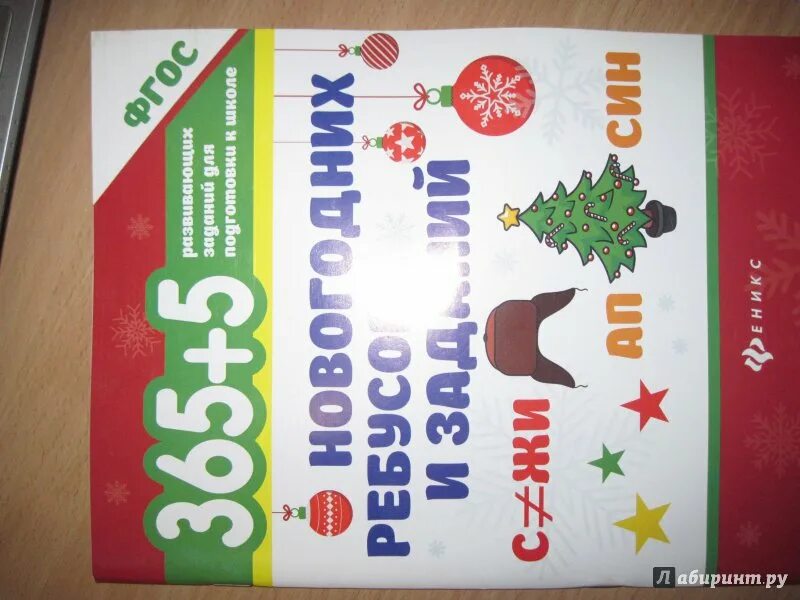 ФГОС
365+5
развивающих
заданий для
подготовки к школе
НОВОГОДНИХ
РЕБУСОВ
И ЗАДАНИЙ
С≠ЖИ
АП СИН
ФЕНИКС
Лабиринт.ру